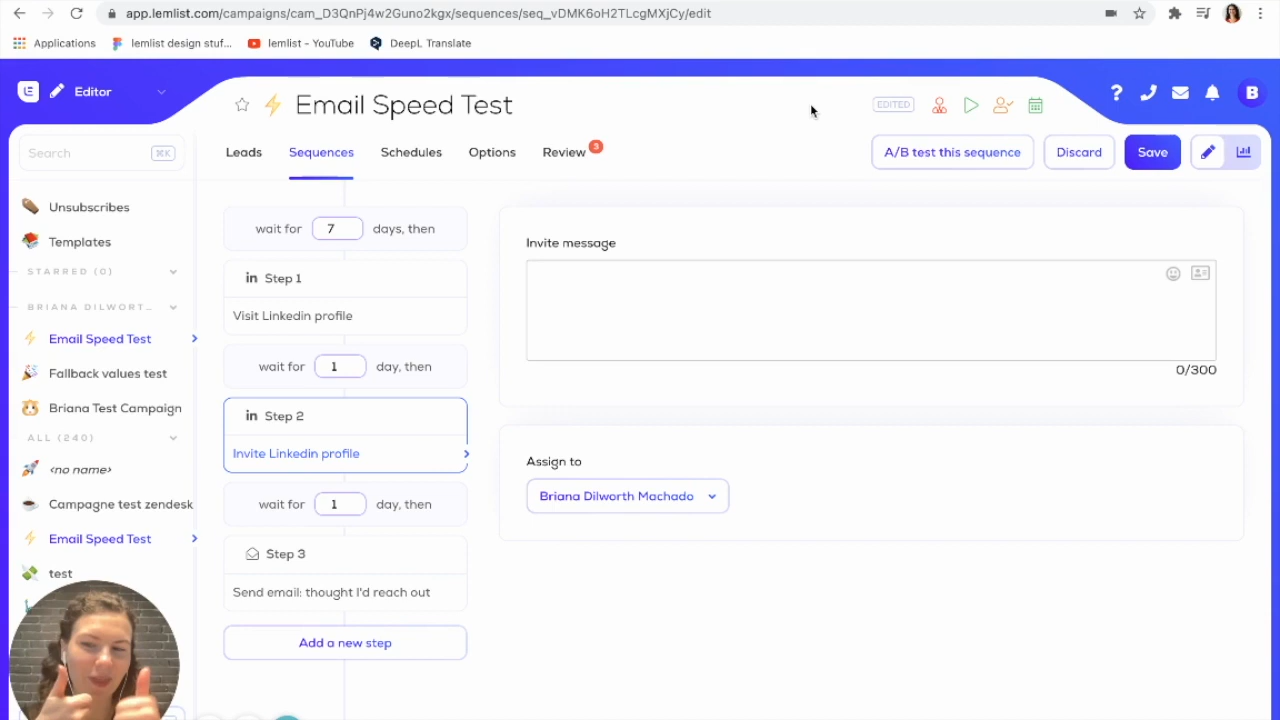 app.lemlist.com/campaigns/cam_D3QnPj4w2Guno2kgx/sequences/seq_vDMK6oH2TLcgMXjCy/edit
Applications
lemlist design stuf...
lemlist - YouTube
DeepL Translate
Editor
Email Speed Test
EDITED
B
Search
⌘K
Leads
Sequences
Schedules
Options
Review
3
A/B test this sequence
Discard
Save
Unsubscribes
Templates
STARRED (0)
BRIANA DILWORT...
Email Speed Test
Fallback values test
Briana Test Campaign
ALL (240)
<no name>
Campagne test zendesk
Email Speed Test
test
wait for 7 days, then
in Step 1
Visit Linkedin profile
wait for 1 day, then
in Step 2
Invite Linkedin profile
wait for 1 day, then
Step 3
Send email: thought I'd reach out
Add a new step
Invite message
0/300
Assign to
Briana Dilworth Machado